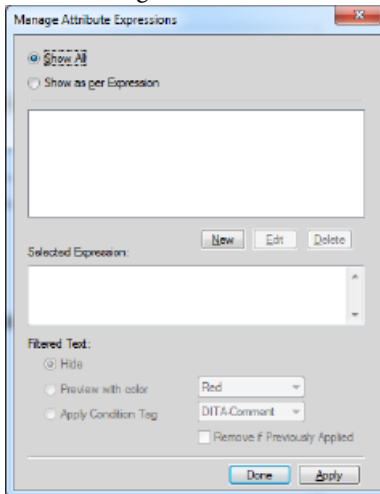 Manage Attribute Expressions
Show All
Show as per Expression
New Edit Delete
Selected Expression:
Filtered Text:
Hide
Preview with color Red
Apply Condition Tag DITA-Comment
Remove if Previously Applied
Done Apply